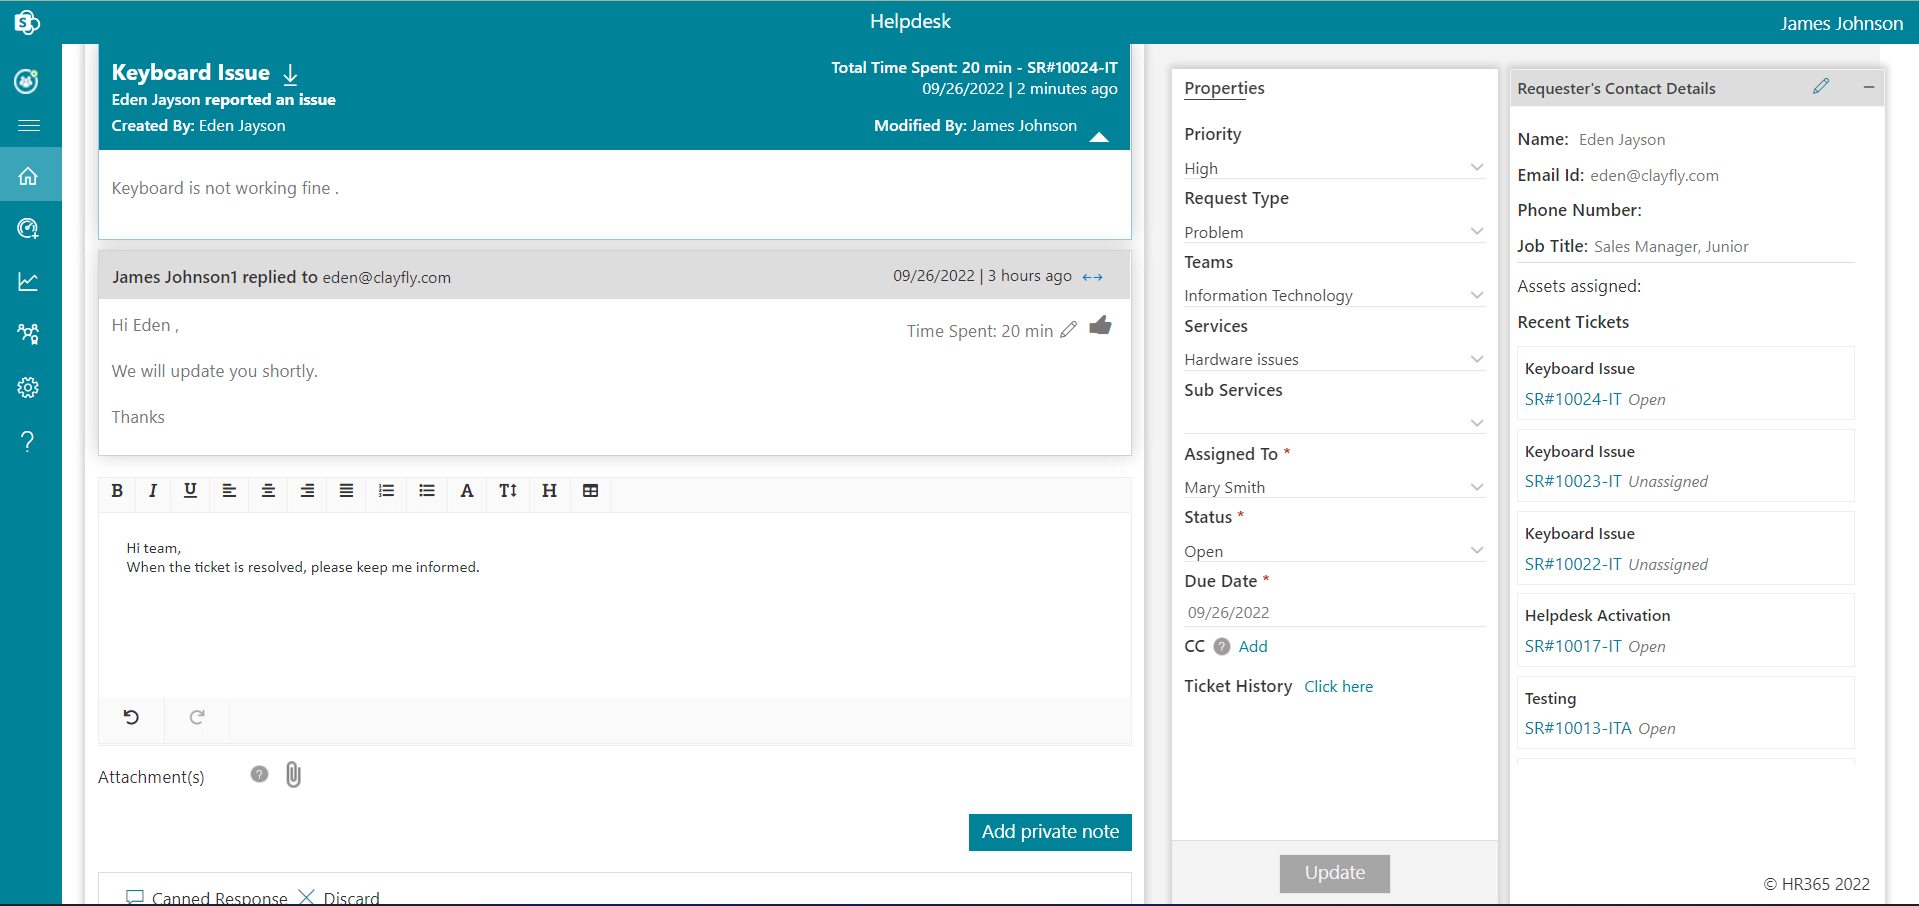 Helpdesk
James Johnson
Keyboard Issue
Total Time Spent: 20 min - SR#10024-IT
Eden Jayson reported an issue
09/26/2022 | 2 minutes ago
Created By: Eden Jayson
Modified By: James Johnson
Keyboard is not working fine .
James Johnson1 replied to eden@clayfly.com
09/26/2022 | 3 hours ago
Hi Eden ,
Time Spent: 20 min
We will update you shortly.
Thanks
B I U A T H
Hi team,
When the ticket is resolved, please keep me informed.
Attachment(s) ?
Add private note
Canned Response Discard
Properties
Priority
High
Request Type
Problem
Teams
Information Technology
Services
Hardware issues
Sub Services
Assigned To *
Mary Smith
Status *
Open
Due Date *
09/26/2022
CC ? Add
Ticket History Click here
Update
Requester's Contact Details
Name: Eden Jayson
Email Id: eden@clayfly.com
Phone Number:
Job Title: Sales Manager, Junior
Assets assigned:
Recent Tickets
Keyboard Issue
SR#10024-IT Open
Keyboard Issue
SR#10023-IT Unassigned
Keyboard Issue
SR#10022-IT Unassigned
Helpdesk Activation
SR#10017-IT Open
Testing
SR#10013-ITA Open
© HR365 2022